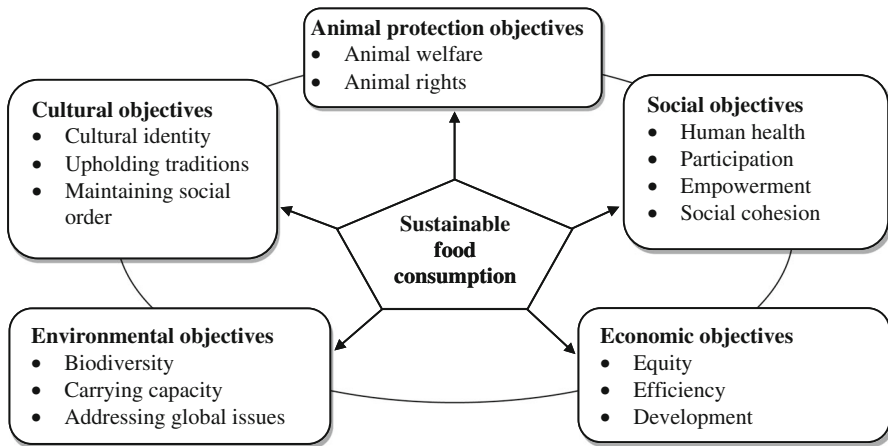 Animal protection objectives
• Animal welfare
• Animal rights
Cultural objectives
• Cultural identity
• Upholding traditions
• Maintaining social
order
Social objectives
• Human health
• Participation
• Empowerment
• Social cohesion
Sustainable
food
consumption
Environmental objectives
• Biodiversity
• Carrying capacity
• Addressing global issues
Economic objectives
• Equity
• Efficiency
• Development